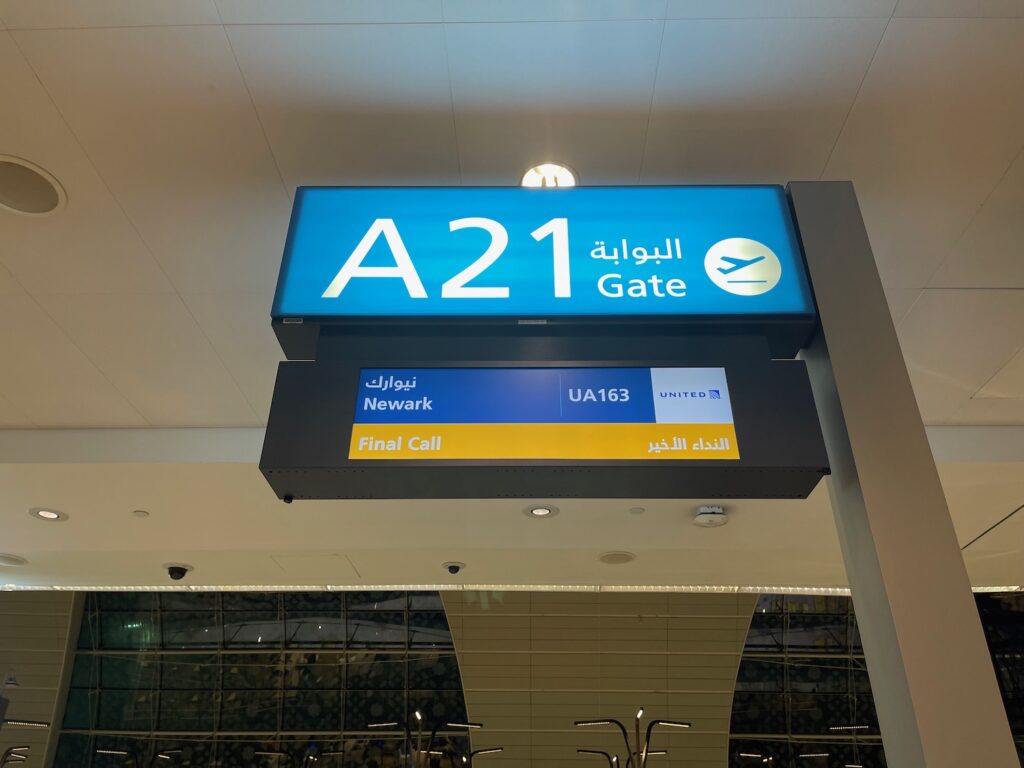 A21
البوابة
Gate
نيوارك
Newark
UA163
UNITED
Final Call
النداء الأخير